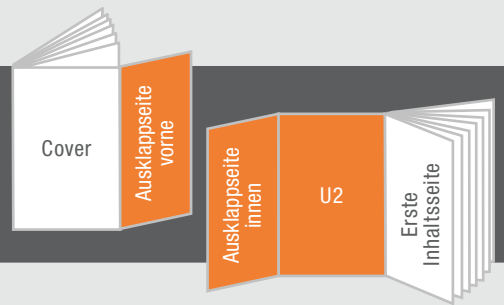 Cover
Ausklappseite
vorne
Ausklappseite
innen
U2
Erste
Inhaltsseite